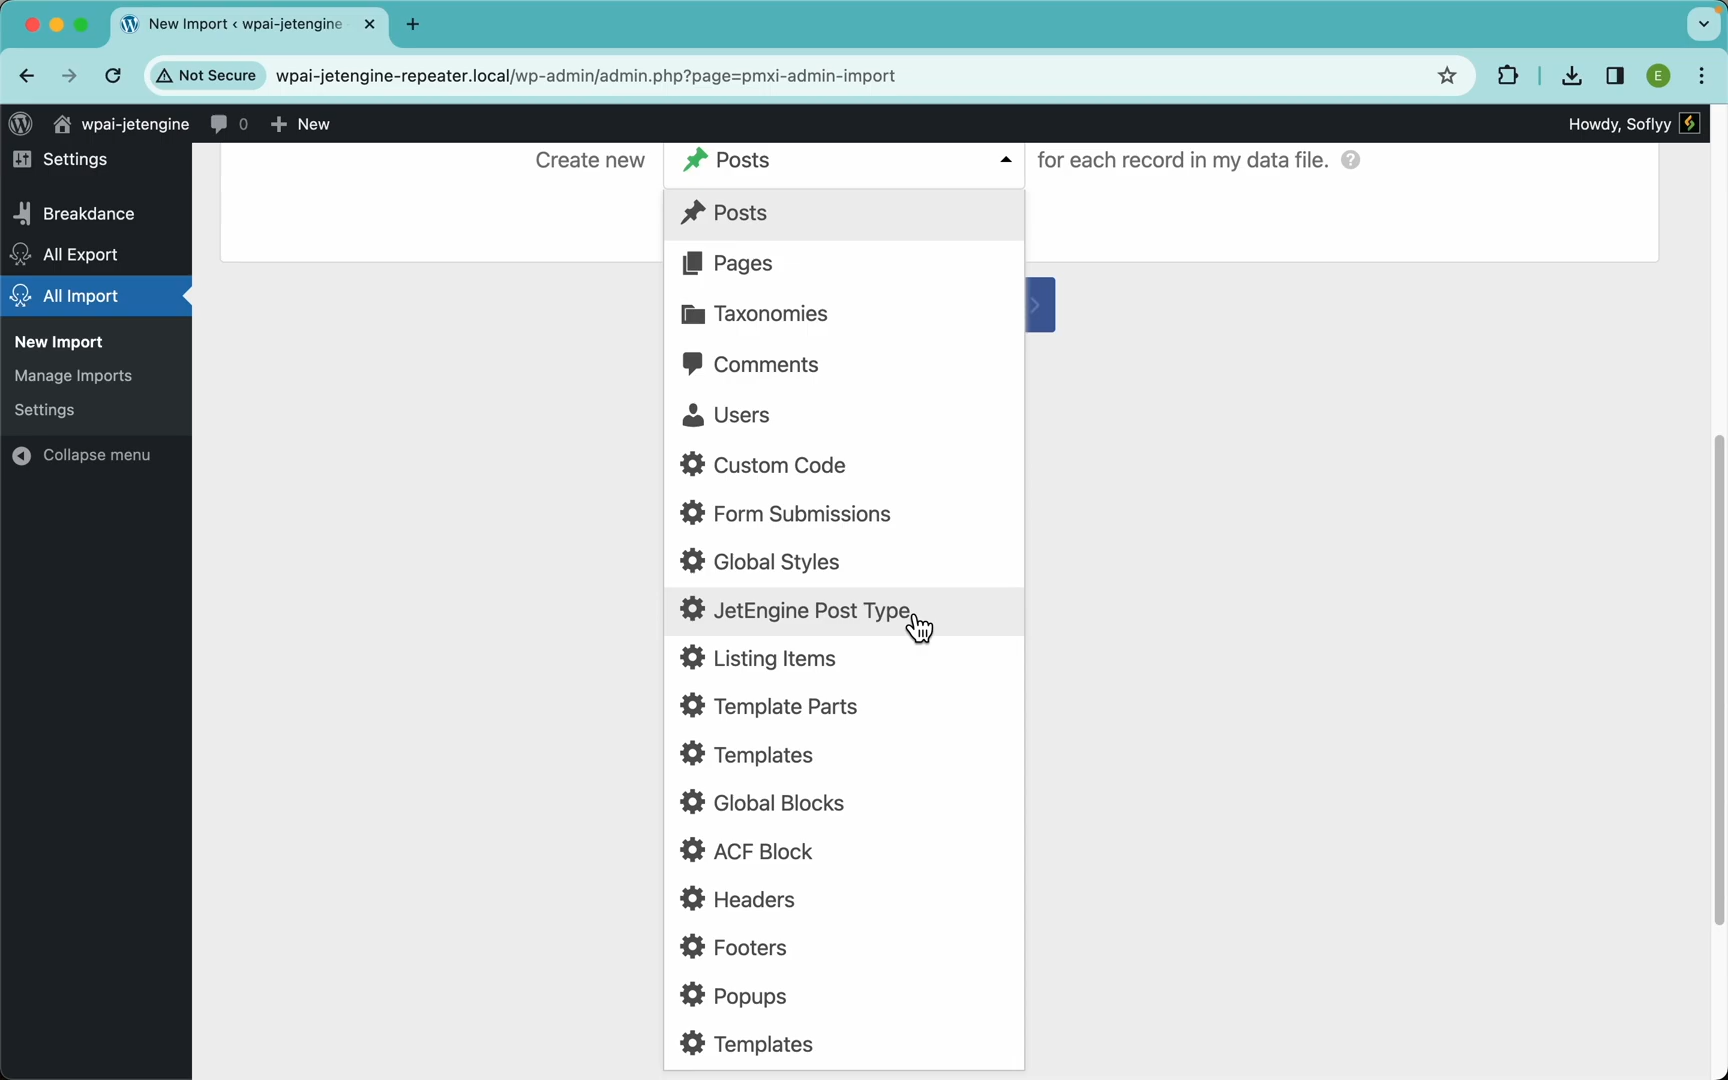 New Import ‹ wpai-jetengine
Not Secure
wpai-jetengine-repeater.local/wp-admin/admin.php?page=pmxi-admin-import
E
wpai-jetengine
0
New
Howdy, Soflyy
Settings
Breakdance
All Export
All Import
New Import
Manage Imports
Settings
Collapse menu
Create new
Posts
for each record in my data file.
?
Posts
Pages
Taxonomies
Comments
Users
Custom Code
Form Submissions
Global Styles
JetEngine Post Type
Listing Items
Template Parts
Templates
Global Blocks
ACF Block
Headers
Footers
Popups
Templates